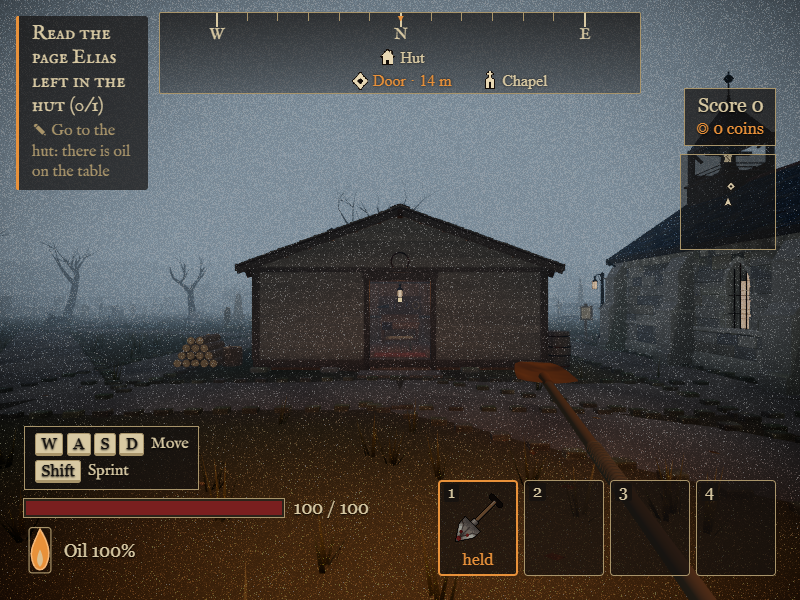 Read the
page Elias
left in the
hut (0/1)
Go to the
hut: there is oil
on the table
W N E
Hut
Door · 14 m Chapel
Score 0
0 coins
W A S D Move
Shift Sprint
100 / 100
Oil 100%
1 2 3 4
held